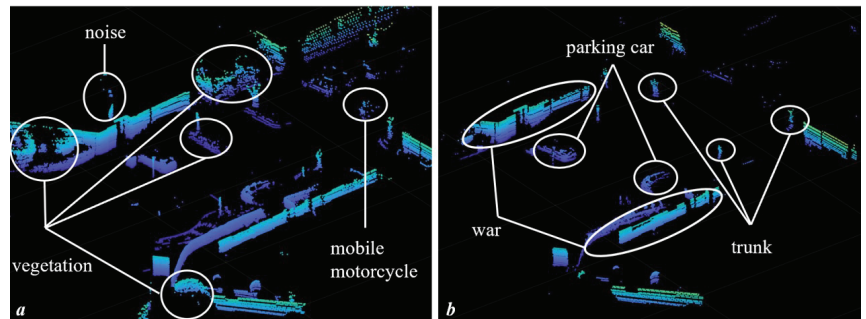 noise
vegetation
mobile
motorcycle
a
parking car
war
trunk
b